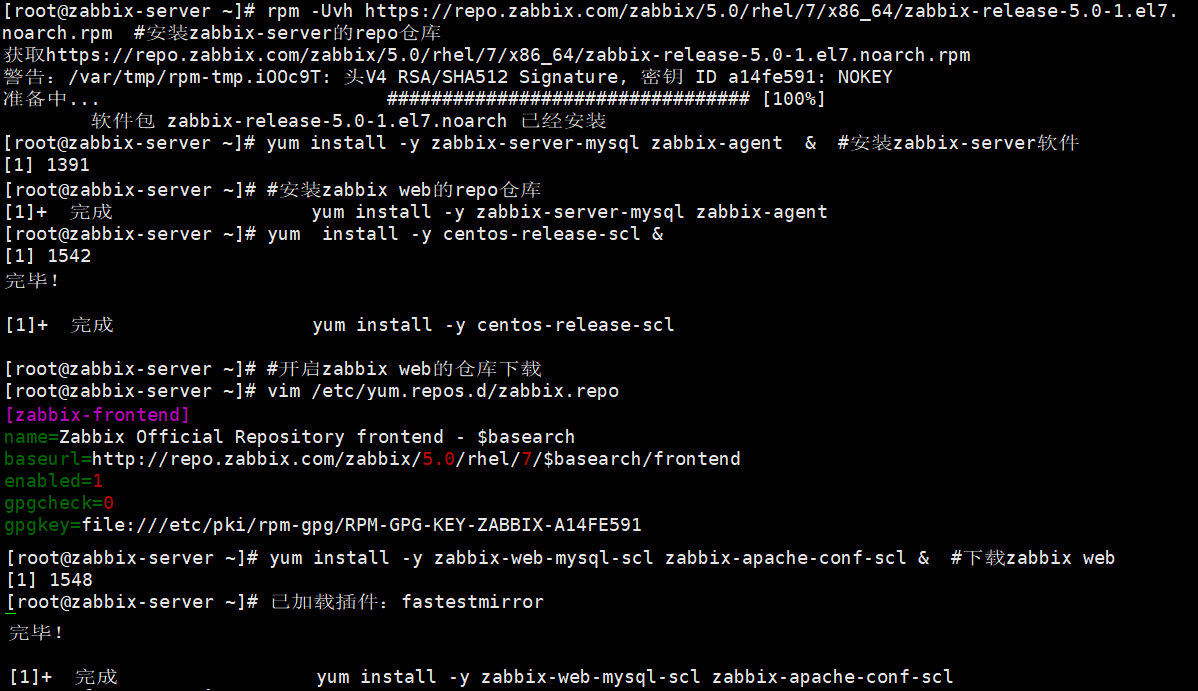 [root@zabbix-server ~]# rpm -Uvh https://repo.zabbix.com/zabbix/5.0/rhel/7/x86_64/zabbix-release-5.0-1.el7.
noarch.rpm  #安装zabbix-server的repo仓库
获取https://repo.zabbix.com/zabbix/5.0/rhel/7/x86_64/zabbix-release-5.0-1.el7.noarch.rpm
警告：/var/tmp/rpm-tmp.iOOc9T: 头V4 RSA/SHA512 Signature, 密钥 ID a14fe591: NOKEY
准备中...                          ################################# [100%]
        软件包 zabbix-release-5.0-1.el7.noarch 已经安装
[root@zabbix-server ~]# yum install -y zabbix-server-mysql zabbix-agent  &  #安装zabbix-server软件
[1] 1391
[root@zabbix-server ~]# #安装zabbix web的repo仓库
[1]+  完成                  yum install -y zabbix-server-mysql zabbix-agent
[root@zabbix-server ~]# yum  install -y centos-release-scl &
[1] 1542
完毕！
[1]+  完成                  yum install -y centos-release-scl
[root@zabbix-server ~]# #开启zabbix web的仓库下载
[root@zabbix-server ~]# vim /etc/yum.repos.d/zabbix.repo
[zabbix-frontend]
name=Zabbix Official Repository frontend - $basearch
baseurl=http://repo.zabbix.com/zabbix/5.0/rhel/7/$basearch/frontend
enabled=1
gpgcheck=0
gpgkey=file:///etc/pki/rpm-gpg/RPM-GPG-KEY-ZABBIX-A14FE591
[root@zabbix-server ~]# yum install -y zabbix-web-mysql-scl zabbix-apache-conf-scl &  #下载zabbix web
[1] 1548
[root@zabbix-server ~]# 已加载插件：fastestmirror
完毕！
[1]+  完成                  yum install -y zabbix-web-mysql-scl zabbix-apache-conf-scl